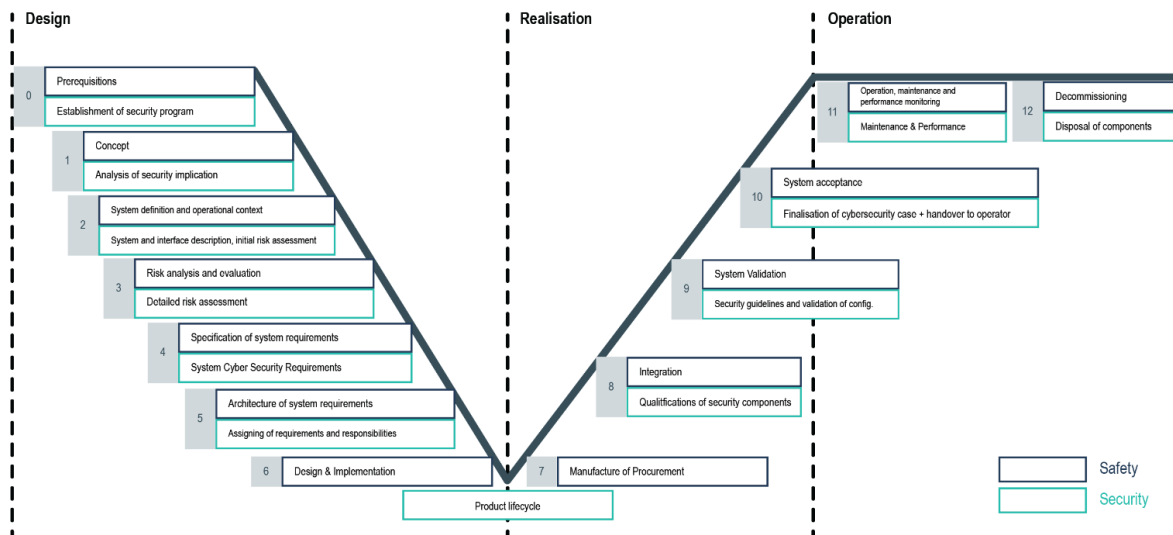 Design
Realisation
Operation
0
Prerequisitions
Establishment of security program
1
Concept
Analysis of security implication
2
System definition and operational context
System and interface description, initial risk assessment
3
Risk analysis and evaluation
Detailed risk assessment
4
Specification of system requirements
System Cyber Security Requirements
5
Architecture of system requirements
Assigning of requirements and responsibilities
6
Design & Implementation
Product lifecycle
7
Manufacture of Procurement
8
Integration
Qualitfications of security components
9
System Validation
Security guidelines and validation of config.
10
System acceptance
Finalisation of cybersecurity case + handover to operator
11
Operation, maintenance and
performance monitoring
Maintenance & Performance
12
Decommissioning
Disposal of components
Safety
Security